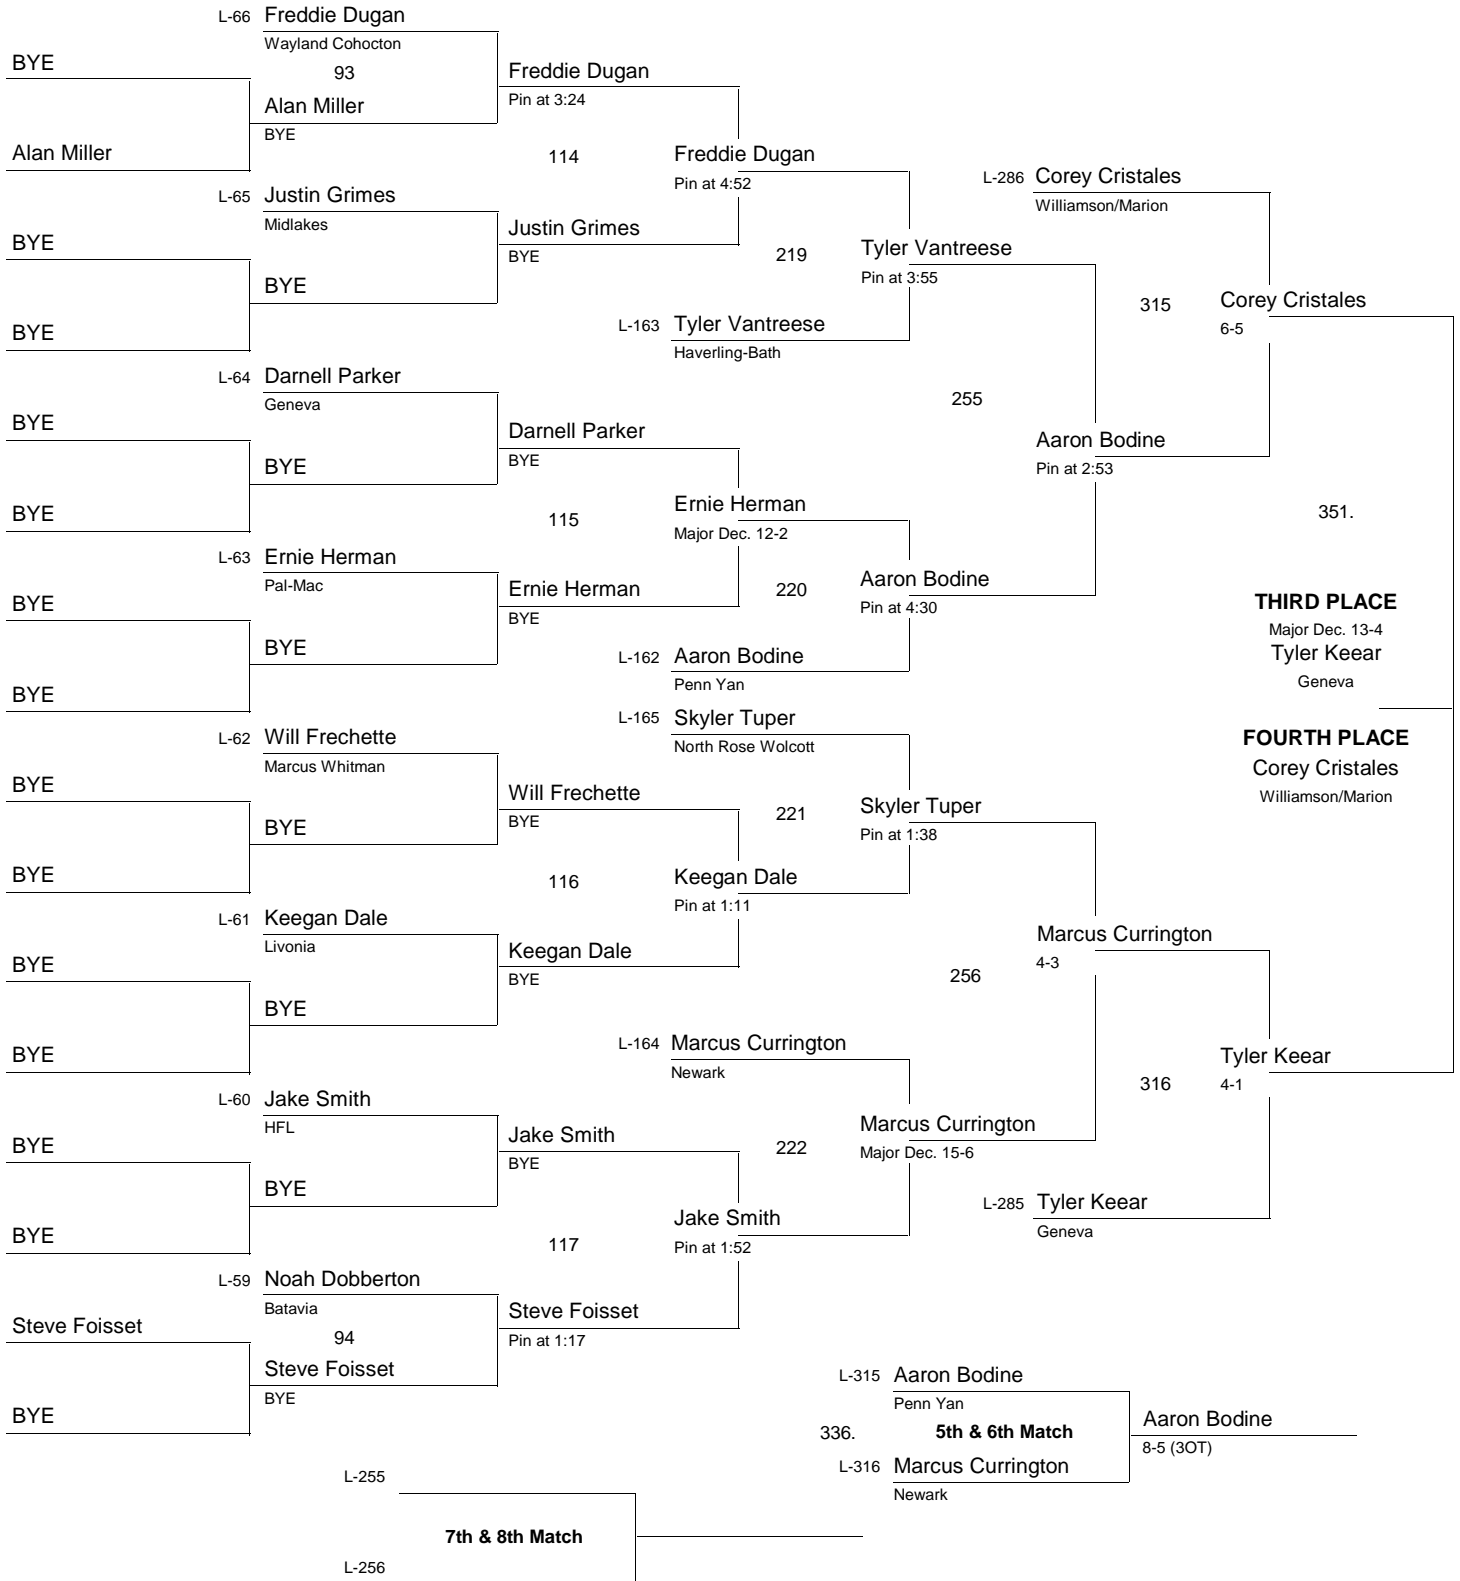 L-66 Freddie Dugan
Wayland Cohocton
BYE
93
Freddie Dugan
Pin at 3:24
Alan Miller
BYE
Alan Miller
114
Freddie Dugan
Pin at 4:52
L-286 Corey Cristales
Williamson/Marion
L-65 Justin Grimes
Midlakes
Justin Grimes
BYE
BYE
219
Tyler Vantreese
Pin at 3:55
BYE
315
Corey Cristales
6-5
L-163 Tyler Vantreese
Haverling-Bath
BYE
L-64 Darnell Parker
Geneva
255
BYE
Darnell Parker
BYE
Aaron Bodine
Pin at 2:53
BYE
Ernie Herman
Major Dec. 12-2
BYE
115
351.
L-63 Ernie Herman
Pal-Mac
Ernie Herman
BYE
220
Aaron Bodine
Pin at 4:30
BYE
THIRD PLACE
Major Dec. 13-4
Tyler Keear
Geneva
BYE
L-162 Aaron Bodine
Penn Yan
BYE
L-165 Skyler Tuper
North Rose Wolcott
L-62 Will Frechette
Marcus Whitman
FOURTH PLACE
Corey Cristales
Williamson/Marion
BYE
Will Frechette
BYE
221
Skyler Tuper
Pin at 1:38
BYE
BYE
116
Keegan Dale
Pin at 1:11
L-61 Keegan Dale
Livonia
Marcus Currington
4-3
BYE
Keegan Dale
BYE
256
BYE
BYE
L-164 Marcus Currington
Newark
Tyler Keear
4-1
316
L-60 Jake Smith
HFL
BYE
Jake Smith
BYE
222
Marcus Currington
Major Dec. 15-6
BYE
L-285 Tyler Keear
Geneva
BYE
117
Jake Smith
Pin at 1:52
L-59 Noah Dobberton
Batavia
Steve Foisset
94
Steve Foisset
Pin at 1:17
Steve Foisset
BYE
BYE
L-315 Aaron Bodine
Penn Yan
336.
5th & 6th Match
Aaron Bodine
8-5 (3OT)
L-316 Marcus Currington
Newark
L-255
7th & 8th Match
L-256